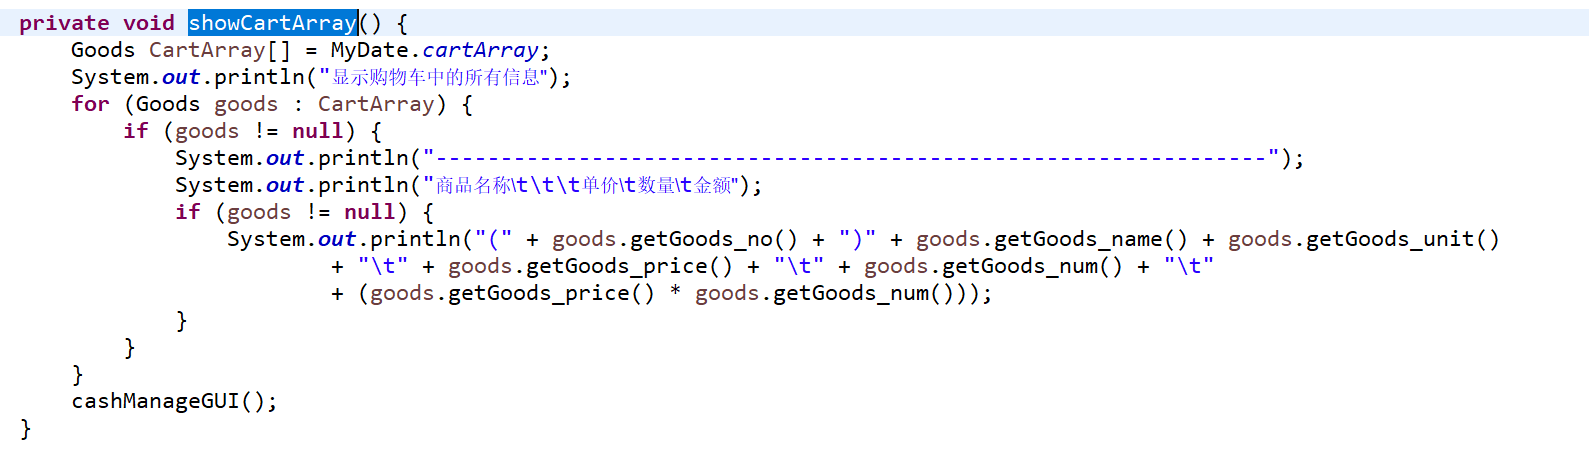 private void showCartArray() {
    Goods CartArray[] = MyDate.cartArray;
    System.out.println("显示购物车中的所有信息");
    for (Goods goods : CartArray) {
        if (goods != null) {
            System.out.println("----------------------------------------------------------------");
            System.out.println("商品名称\t\t\t单价\t数量\t金额");
            if (goods != null) {
                System.out.println("(" + goods.getGoods_no() + ")" + goods.getGoods_name() + goods.getGoods_unit()
                        + "\t" + goods.getGoods_price() + "\t" + goods.getGoods_num() + "\t"
                        + (goods.getGoods_price() * goods.getGoods_num()));
            }
        }
    }
    cashManageGUI();
}